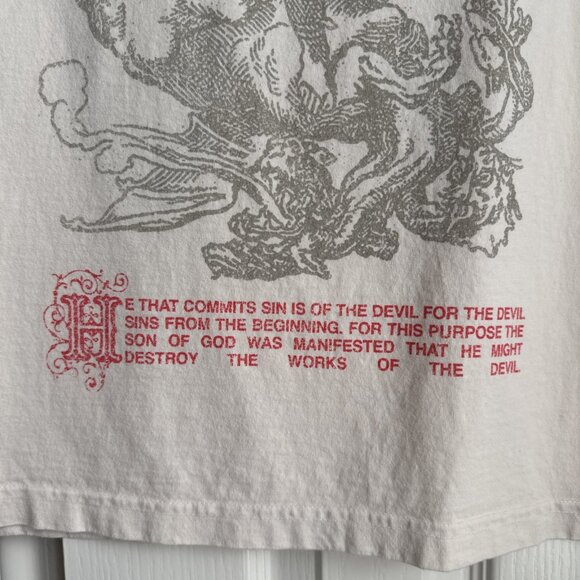 HE THAT COMMITS SIN IS OF THE DEVIL FOR THE DEVIL
SINS FROM THE BEGINNING. FOR THIS PURPOSE THE
SON OF GOD WAS MANIFESTED THAT HE MIGHT
DESTROY THE WORKS OF THE DEVIL.